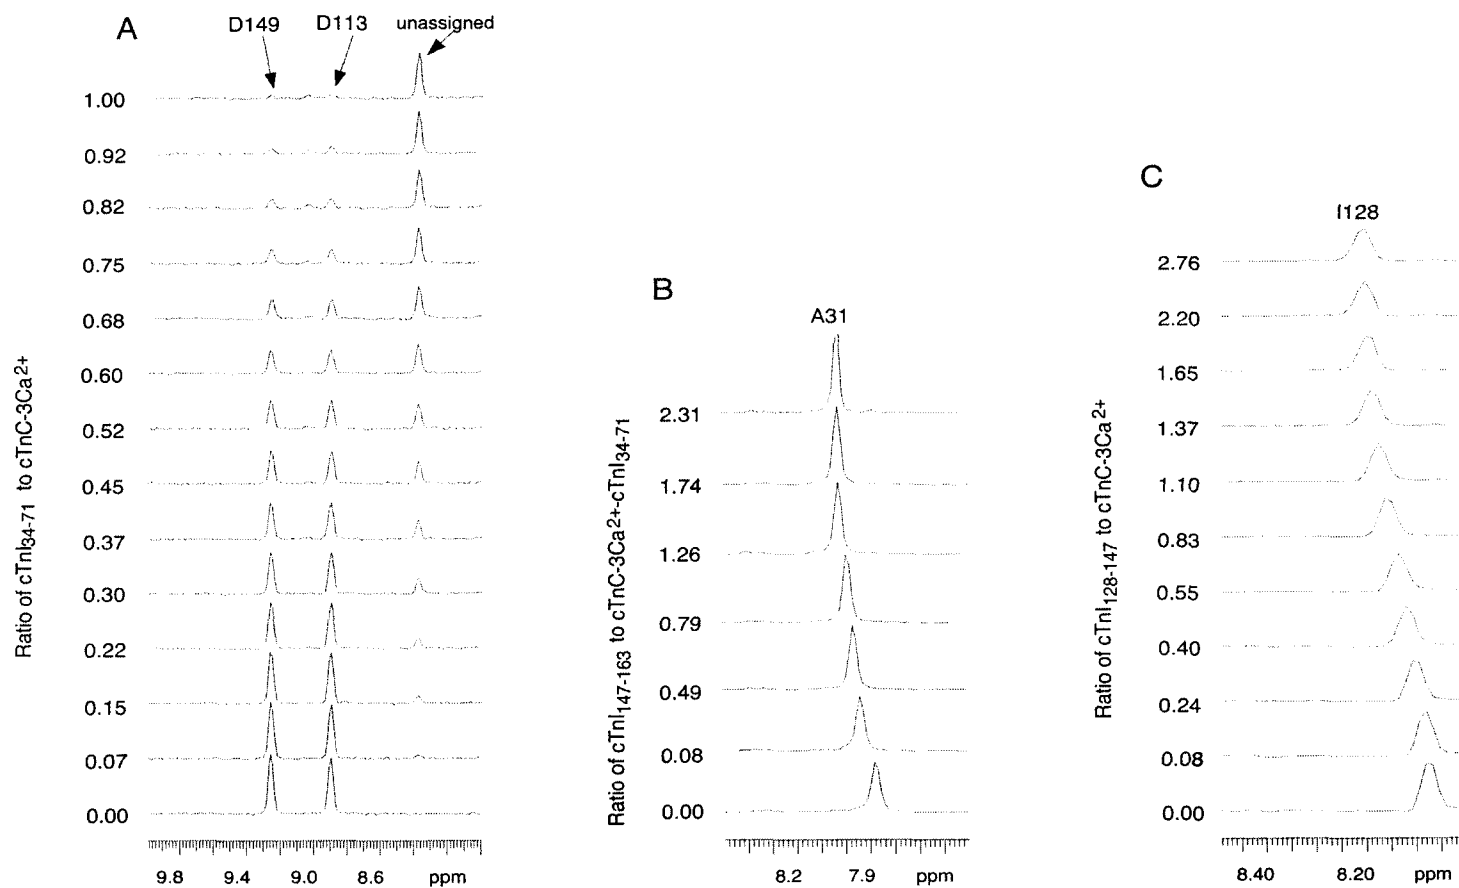 A
D149 D113 unassigned
Ratio of cTnI34-71 to cTnC-3Ca2+
1.00
0.92
0.82
0.75
0.68
0.60
0.52
0.45
0.37
0.30
0.22
0.15
0.07
0.00
9.8 9.4 9.0 8.6 ppm
B
A31
Ratio of cTnI147-163 to cTnC-3Ca2+-cTnI34-71
2.31
1.74
1.26
0.79
0.49
0.08
0.00
8.2 7.9 ppm
C
I128
Ratio of cTnI128-147 to cTnC-3Ca2+
2.76
2.20
1.65
1.37
1.10
0.83
0.55
0.40
0.24
0.08
0.00
8.40 8.20 ppm